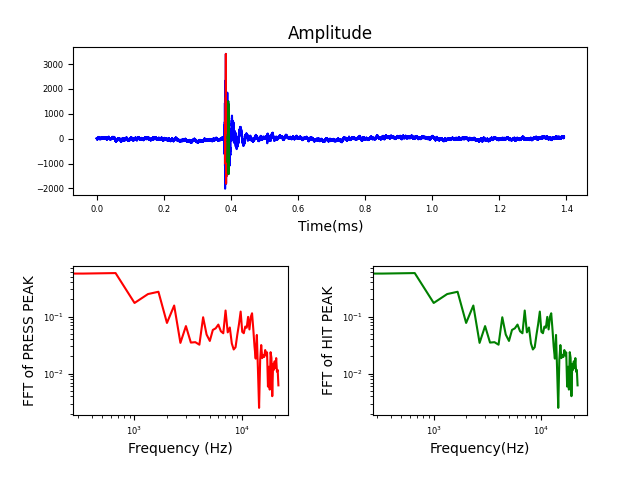 Amplitude
3000
2000
1000
0
−1000
−2000
0.0 0.2 0.4 0.6 0.8 1.0 1.2 1.4
Time(ms)
FFT of PRESS PEAK
10⁻¹
10⁻²
10³ 10⁴
Frequency (Hz)
FFT of HIT PEAK
10⁻¹
10⁻²
10³ 10⁴
Frequency(Hz)